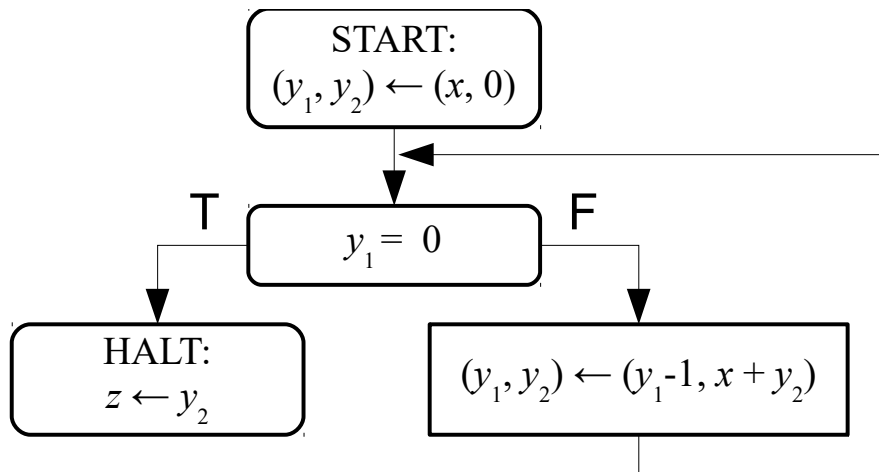 START:
(y₁, y₂) ← (x, 0)
T
F
y₁ = 0
HALT:
z ← y₂
(y₁, y₂) ← (y₁-1, x + y₂)